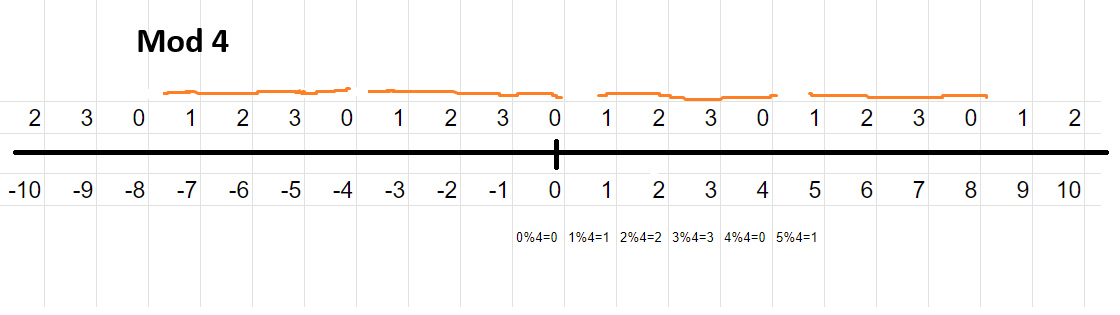 Mod 4
2 3 0 1 2 3 0 1 2 3 0 1 2 3 0 1 2 3 0 1 2
-10 -9 -8 -7 -6 -5 -4 -3 -2 -1 0 1 2 3 4 5 6 7 8 9 10
0%4=0 1%4=1 2%4=2 3%4=3 4%4=0 5%4=1